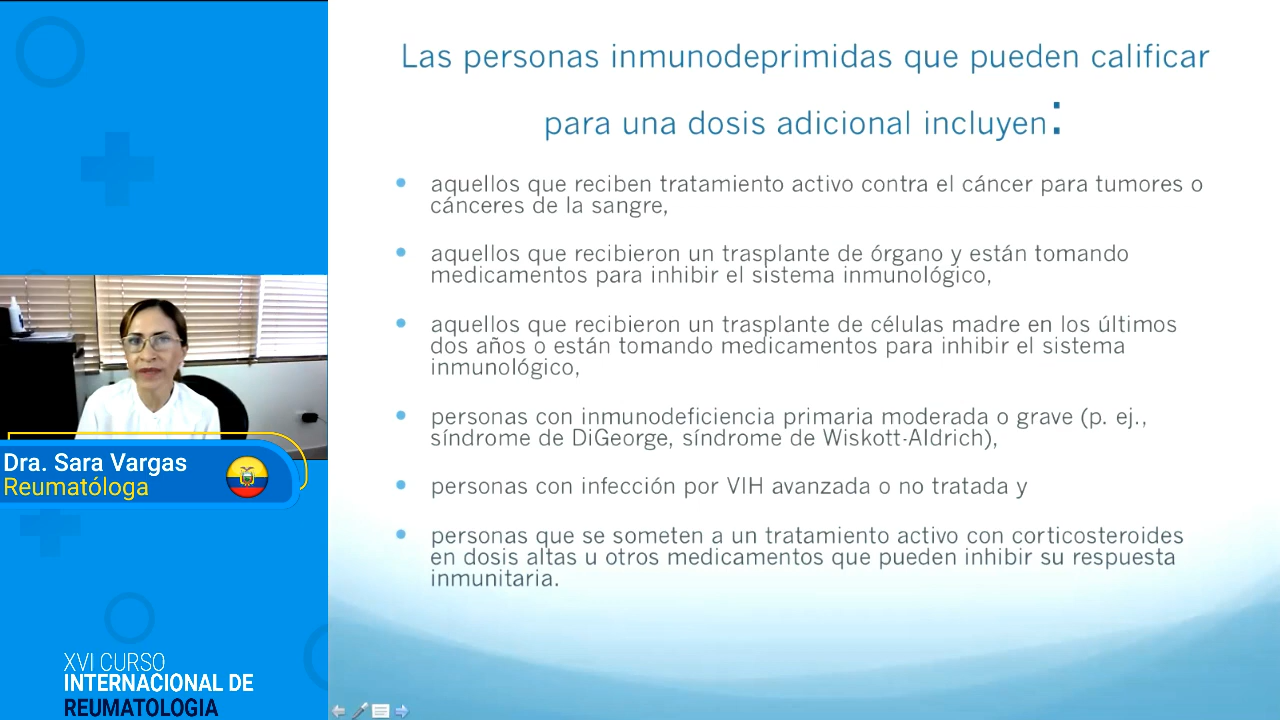 Las personas inmunodeprimidas que pueden calificar
para una dosis adicional incluyen:
• aquellos que reciben tratamiento activo contra el cáncer para tumores o
cánceres de la sangre,
• aquellos que recibieron un trasplante de órgano y están tomando
medicamentos para inhibir el sistema inmunológico,
• aquellos que recibieron un trasplante de células madre en los últimos
dos años o están tomando medicamentos para inhibir el sistema
inmunológico,
• personas con inmunodeficiencia primaria moderada o grave (p. ej.,
síndrome de DiGeorge, síndrome de Wiskott-Aldrich),
• personas con infección por VIH avanzada o no tratada y
• personas que se someten a un tratamiento activo con corticosteroides
en dosis altas u otros medicamentos que pueden inhibir su respuesta
inmunitaria.
Dra. Sara Vargas
Reumatóloga
XVI CURSO
INTERNACIONAL DE
REUMATOLOGIA